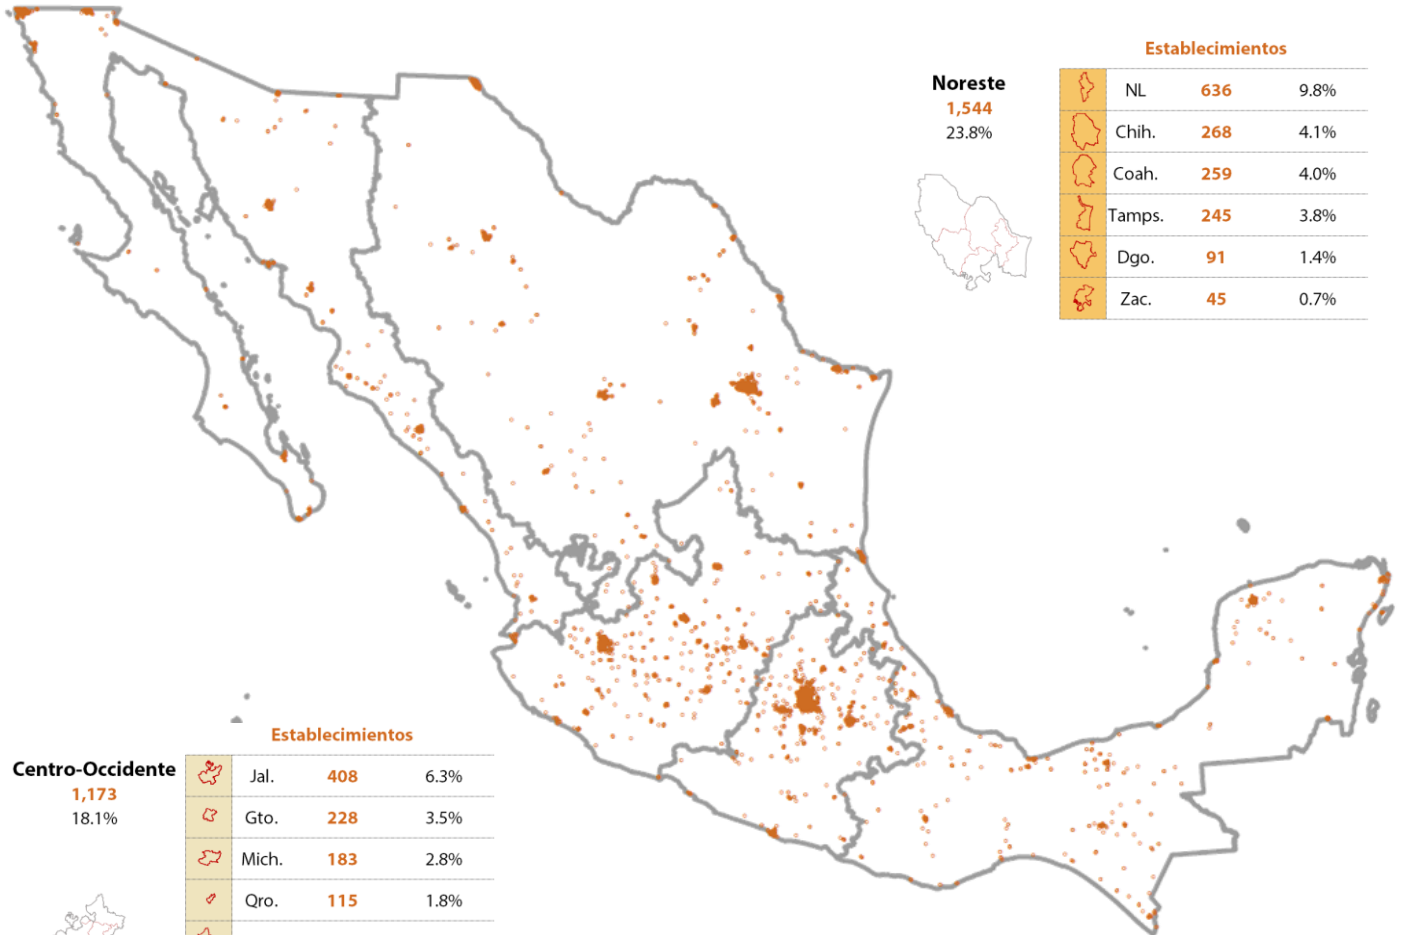 Establecimientos
Noreste
1,544
23.8%
NL 636 9.8%
Chih. 268 4.1%
Coah. 259 4.0%
Tamps. 245 3.8%
Dgo. 91 1.4%
Zac. 45 0.7%
Establecimientos
Centro-Occidente
1,173
18.1%
Jal. 408 6.3%
Gto. 228 3.5%
Mich. 183 2.8%
Qro. 115 1.8%